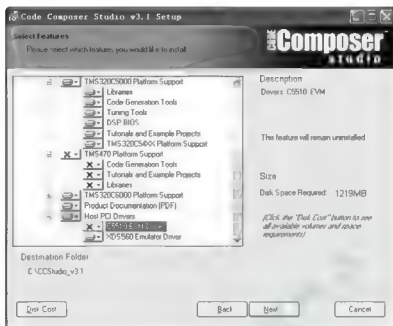 Code Composer Studio v3.1 Setup
Select Features
Please select which features you would like to install
CODE
Composer
studio
TMS320C5000 Platform Support
Libraries
Code Generation Tools
Tuning Tools
DSP BIOS
Tutorials and Example Projects
TMS320C54XX Platform Support
TMS470 Platform Support
Code Generation Tools
Tutorials and Example Projects
Libraries
TMS320C6000 Platform Support
Product Documentation (PDF)
Host PCI Drivers
XDS560 Emulator Driver
Description
Drivers C5510 EVM
This feature will remain uninstalled
Size
Disk Space Required: 1219MB
(Click the "Disk Cost" button to see
all available volumes and space
requirements)
Destination Folder
C:\CCStudio_v3.1
Disk Cost
Back
Next
Cancel